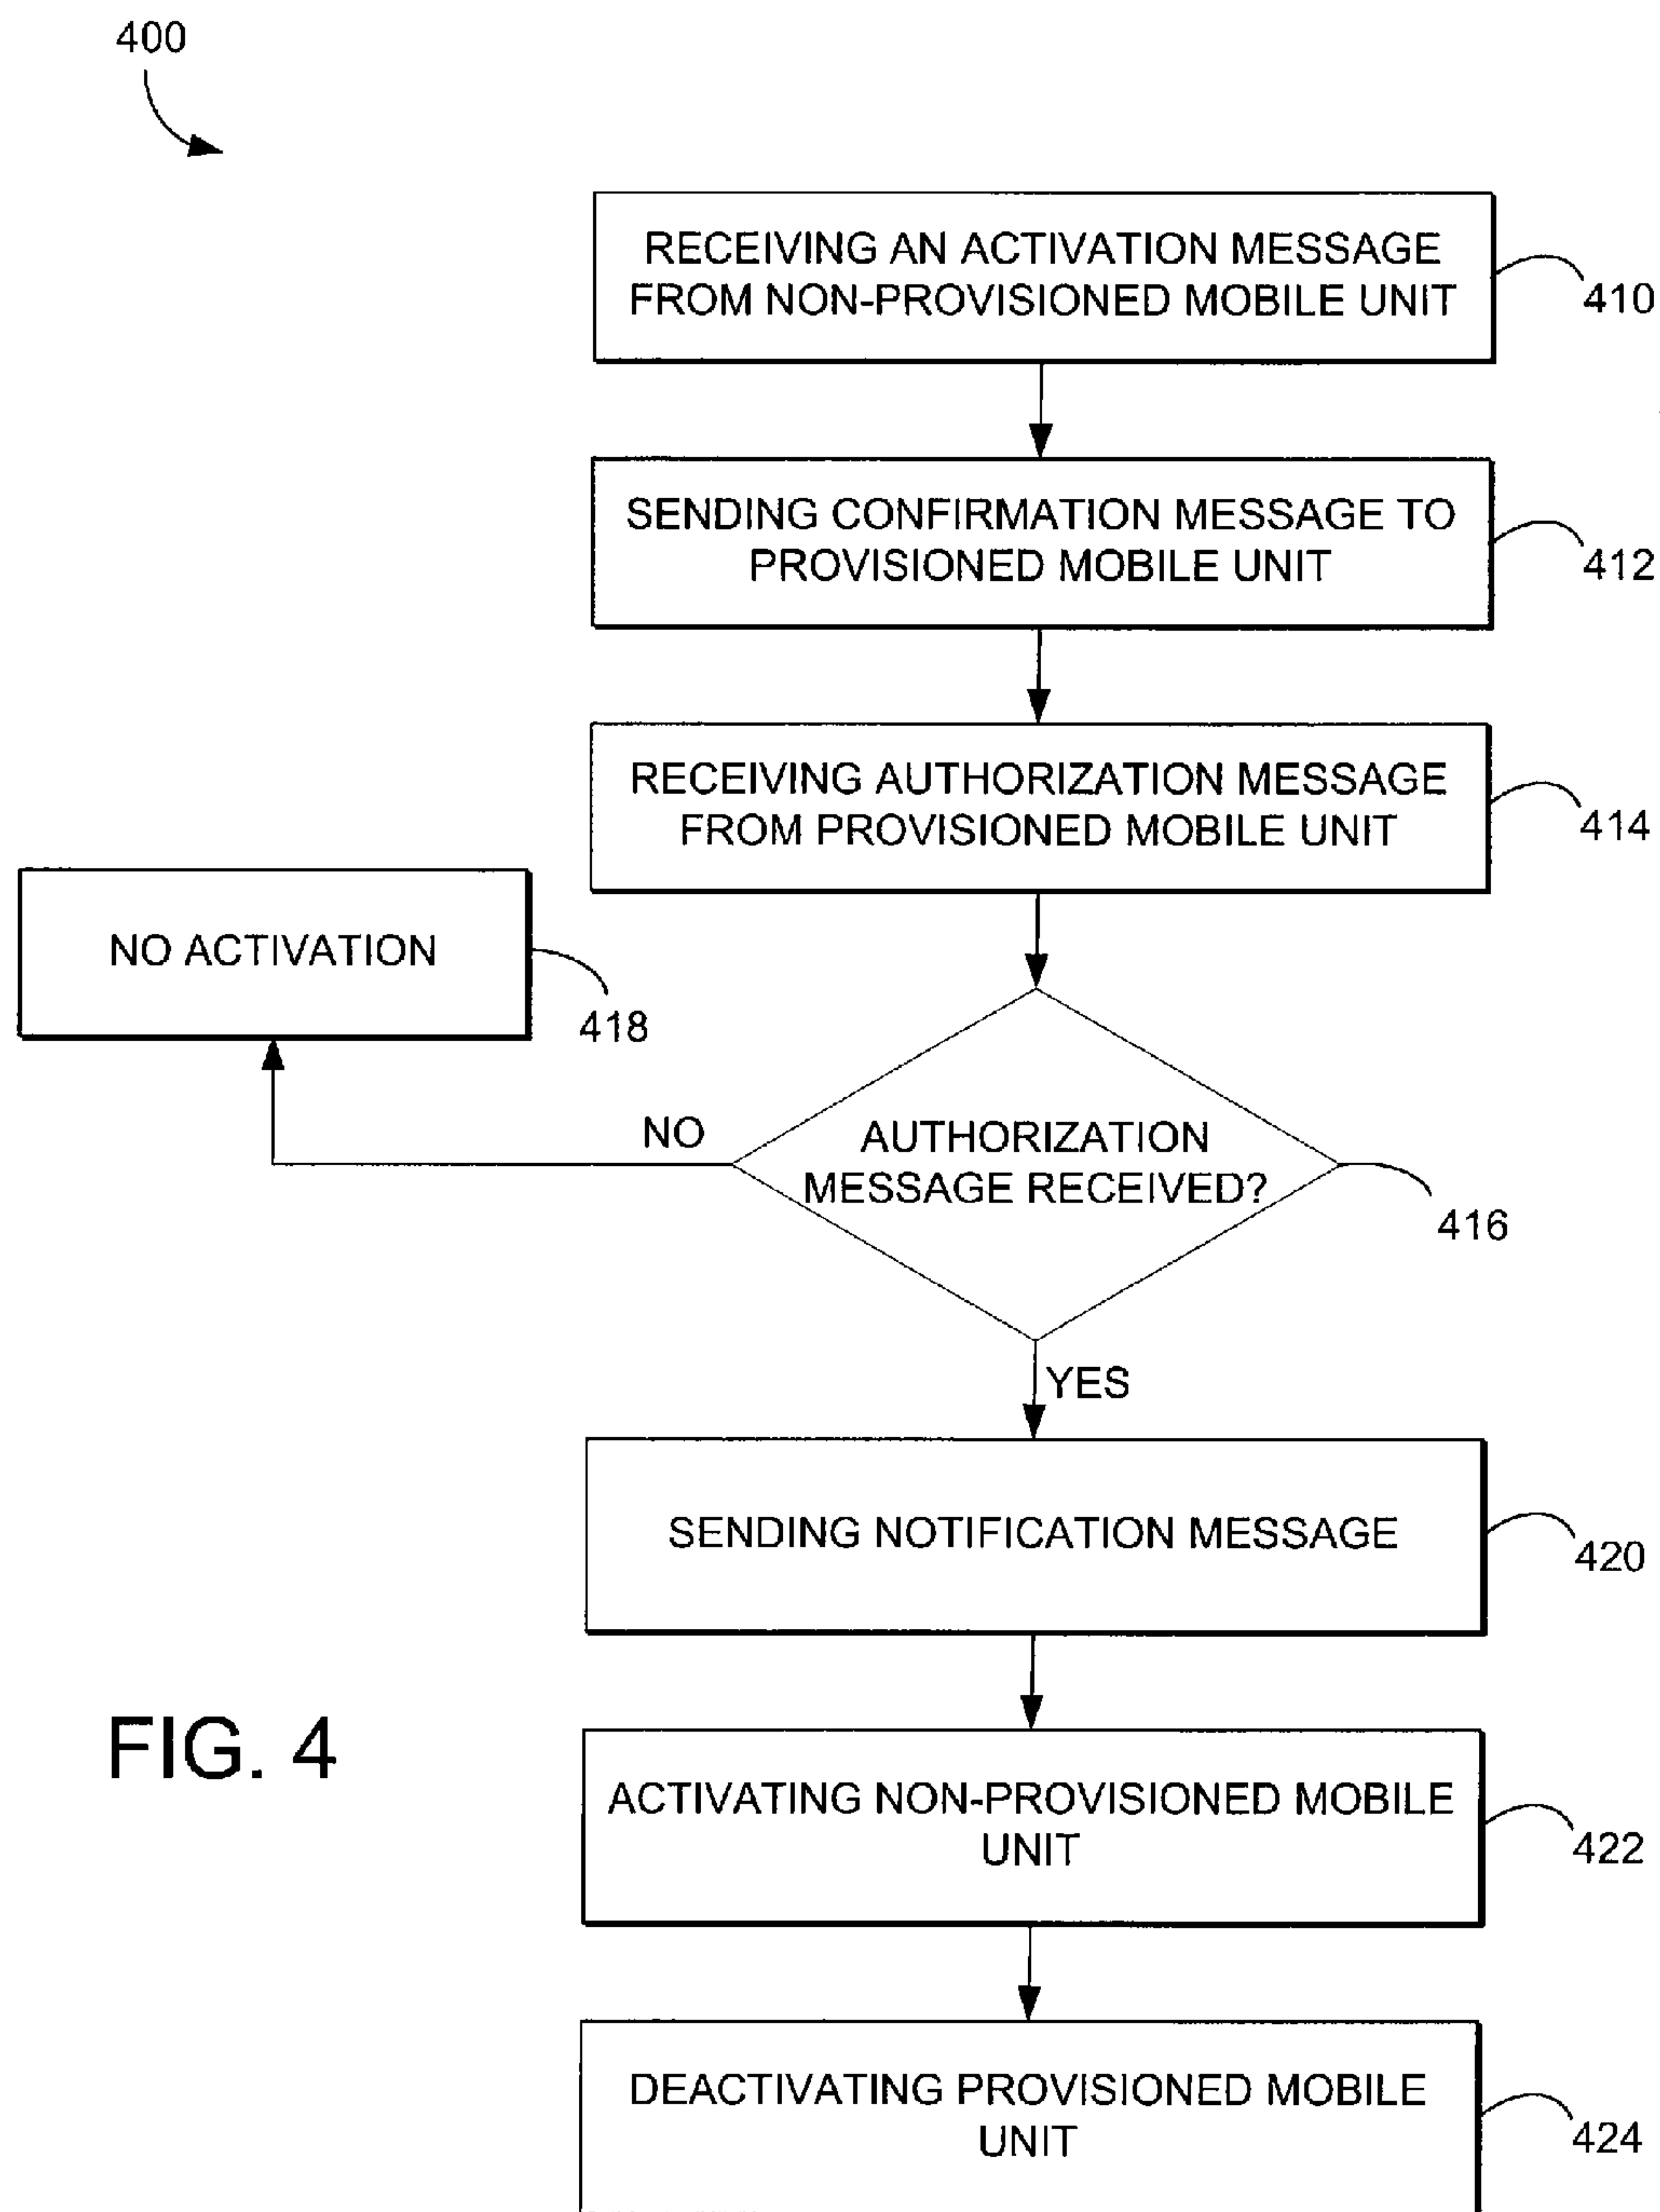 400
RECEIVING AN ACTIVATION MESSAGE
FROM NON-PROVISIONED MOBILE UNIT
410
SENDING CONFIRMATION MESSAGE TO
PROVISIONED MOBILE UNIT
412
RECEIVING AUTHORIZATION MESSAGE
FROM PROVISIONED MOBILE UNIT
414
NO ACTIVATION
418
NO
AUTHORIZATION
MESSAGE RECEIVED?
416
YES
SENDING NOTIFICATION MESSAGE
420
FIG. 4
ACTIVATING NON-PROVISIONED MOBILE
UNIT
422
DEACTIVATING PROVISIONED MOBILE
UNIT
424